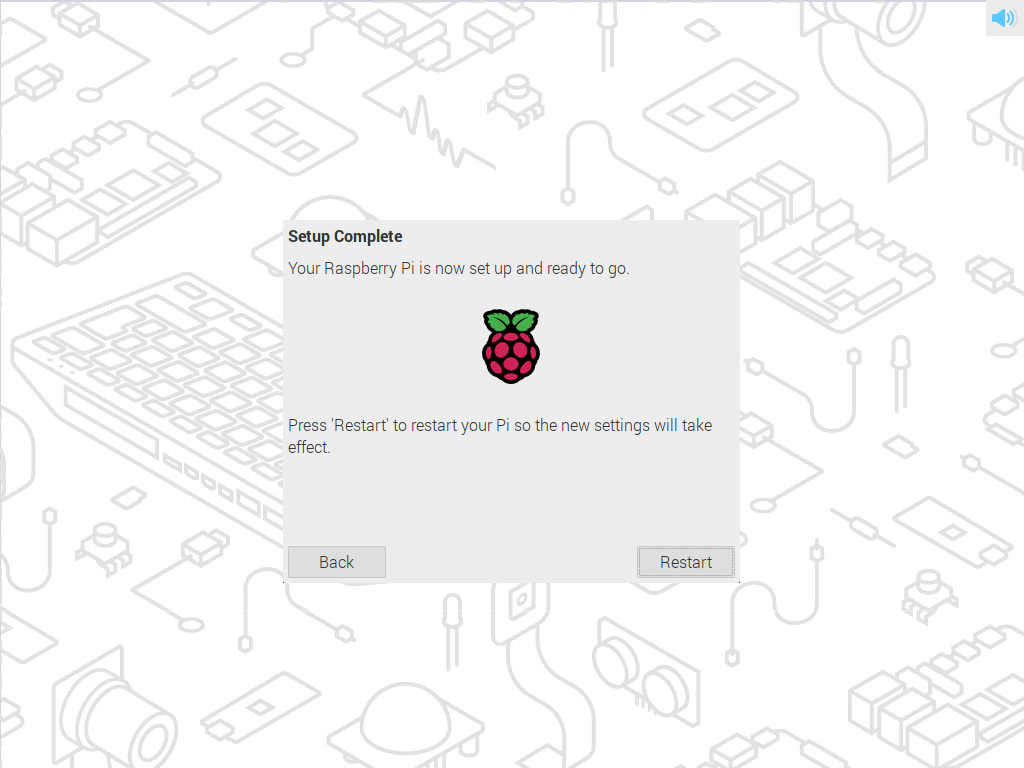 Setup Complete
Your Raspberry Pi is now set up and ready to go.
Press 'Restart' to restart your Pi so the new settings will take
effect.
Back
Restart